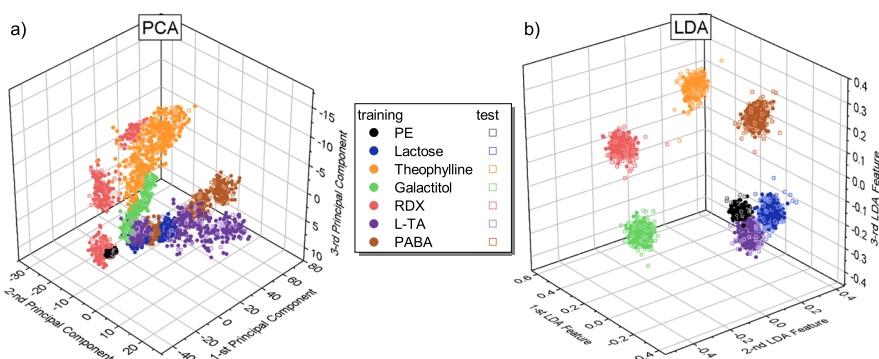 a)
PCA
-15
-10
-5
0
5
10
3-rd Principal Component
-50
-30
-10
0
10
20
2-nd Principal Component
-40
-20
0
20
40
60
80
1-st Principal Component
training test
PE
Lactose
Theophylline
Galactitol
RDX
L-TA
PABA
b)
LDA
0.4
0.3
0.2
0.1
0.0
-0.1
-0.2
-0.3
-0.4
3-rd LDA Feature
0.6
0.4
0.2
0.0
-0.2
-0.4
1-st LDA Feature
-0.4
-0.2
0.0
0.2
0.4
2-nd LDA Feature